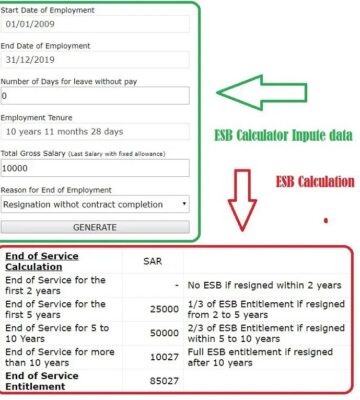 Start Date of Employment
01/01/2009
End Date of Employment
31/12/2019
Number of Days for leave without pay
0
Employment Tenure
10 years 11 months 28 days
Total Gross Salary (Last Salary with fixed allowance)
10000
Reason for End of Employment
Resignation withot contract completion
GENERATE
ESB Calculator Inpute data
ESB Calculation
End of Service
Calculation SAR
End of Service for the
first 2 years - No ESB if resigned within 2 years
End of Service for the
first 5 years 25000 1/3 of ESB Entitlement if resigned
from 2 to 5 years
End of Service for 5 to
10 Years 50000 2/3 of ESB Entitlement if resigned
within 5 to 10 years
End of Service for more
than 10 years 10027 Full ESB entitlement if resigned
after 10 years
End of Service
Entitlement 85027